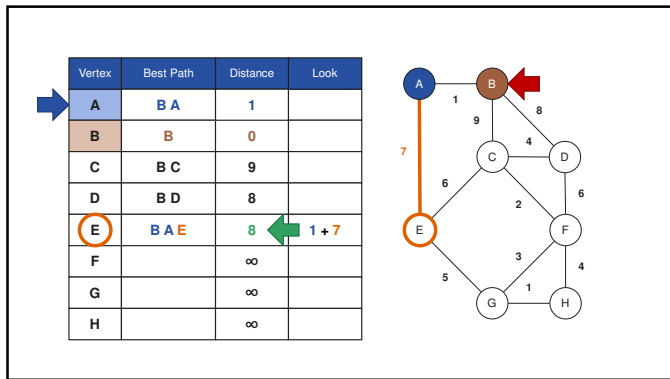 Vertex Best Path Distance Look
A B A 1
B B 0
C B C 9
D B D 8
E B A E 8 1 + 7
F ∞
G ∞
H ∞
A B
1
8
9
4
7
C D
6
6
2
E F
3
4
5
1
G H